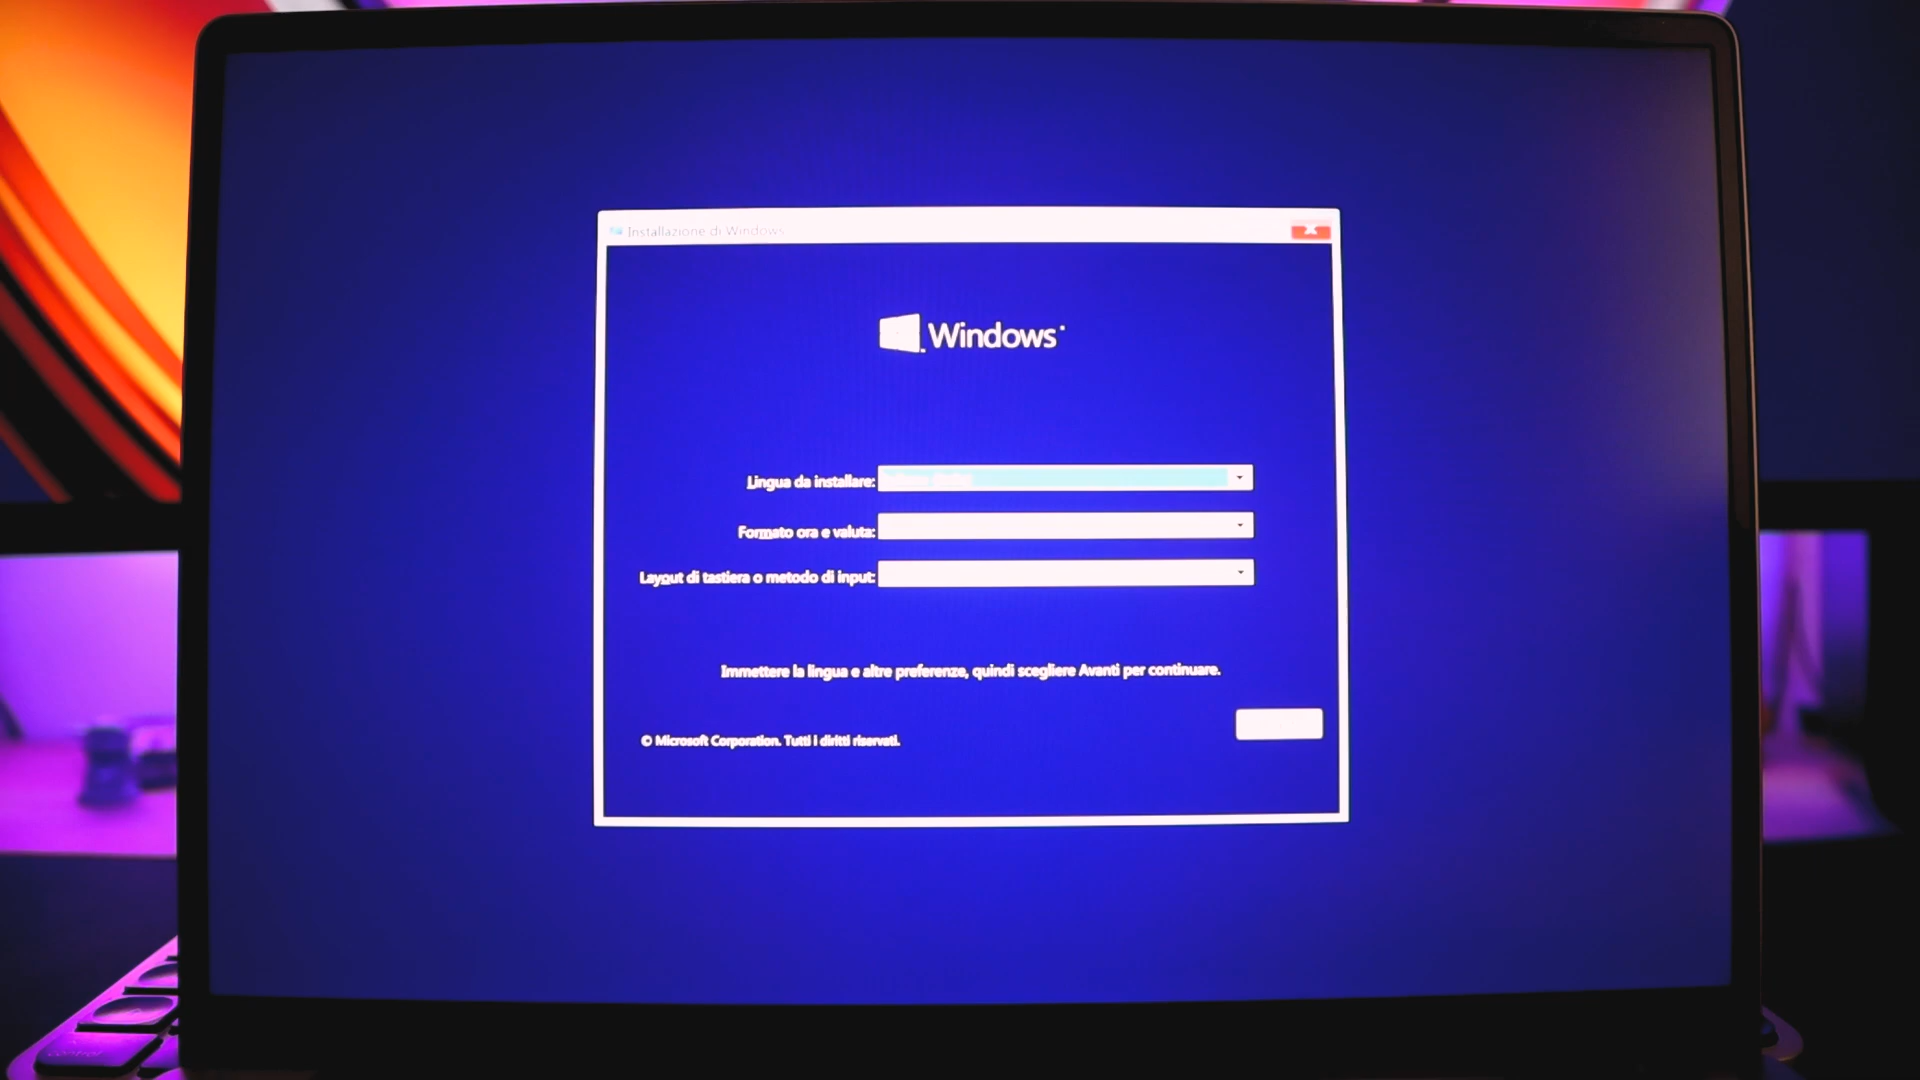 Installazione di Windows
Windows
Lingua da installare:
Formato ora e valuta:
Layout di tastiera o metodo di input:
Immettere la lingua e altre preferenze, quindi scegliere Avanti per continuare.
© Microsoft Corporation. Tutti i diritti riservati.
control